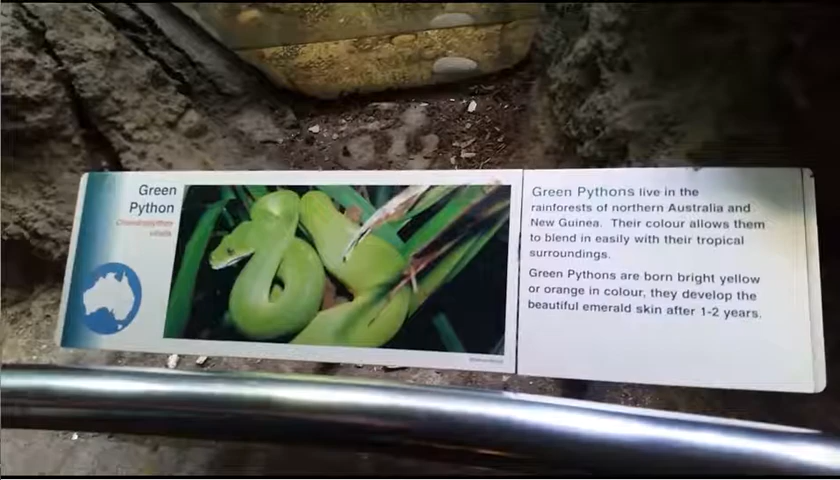 Green
Python
Chondropython
viridis
Green Pythons live in the
rainforests of northern Australia and
New Guinea. Their colour allows them
to blend in easily with their tropical
surroundings.
Green Pythons are born bright yellow
or orange in colour, they develop the
beautiful emerald skin after 1-2 years.